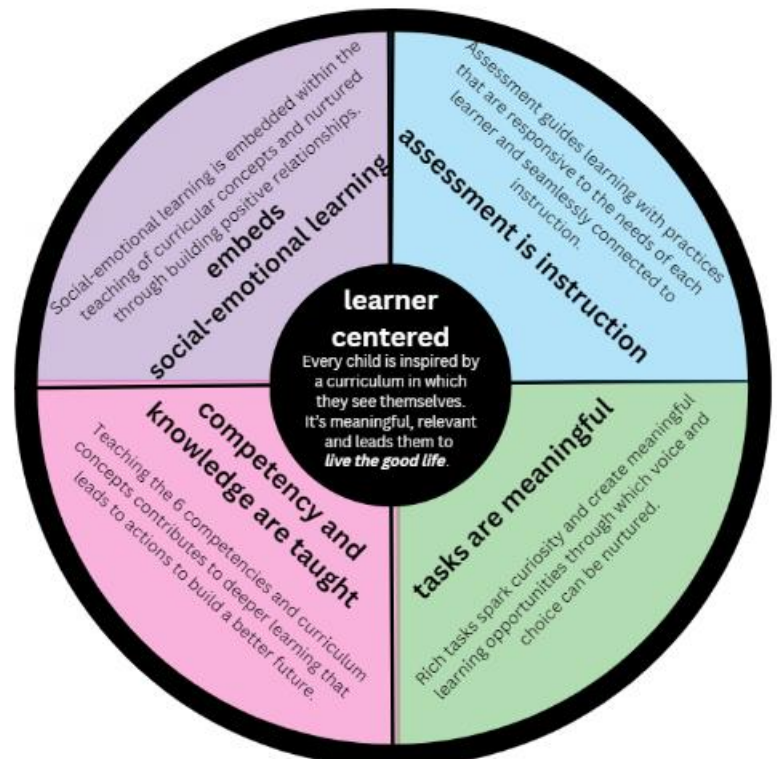 Social-emotional learning is embedded within the
teaching of curricular concepts and nurtured
through building positive relationships.
embeds
social-emotional learning
Assessment guides learning with practices
that are responsive to the needs of each
learner and seamlessly connected to
instruction.
assessment is instruction
learner
centered
Every child is inspired by
a curriculum in which
they see themselves.
It's meaningful, relevant
and leads them to
live the good life.
competency and
knowledge are taught
Teaching the 6 competencies and curriculum
concepts contributes to deeper learning that
leads to actions to build a better future.
tasks are meaningful
Rich tasks spark curiosity and create meaningful
learning opportunities through which voice and
choice can be nurtured.